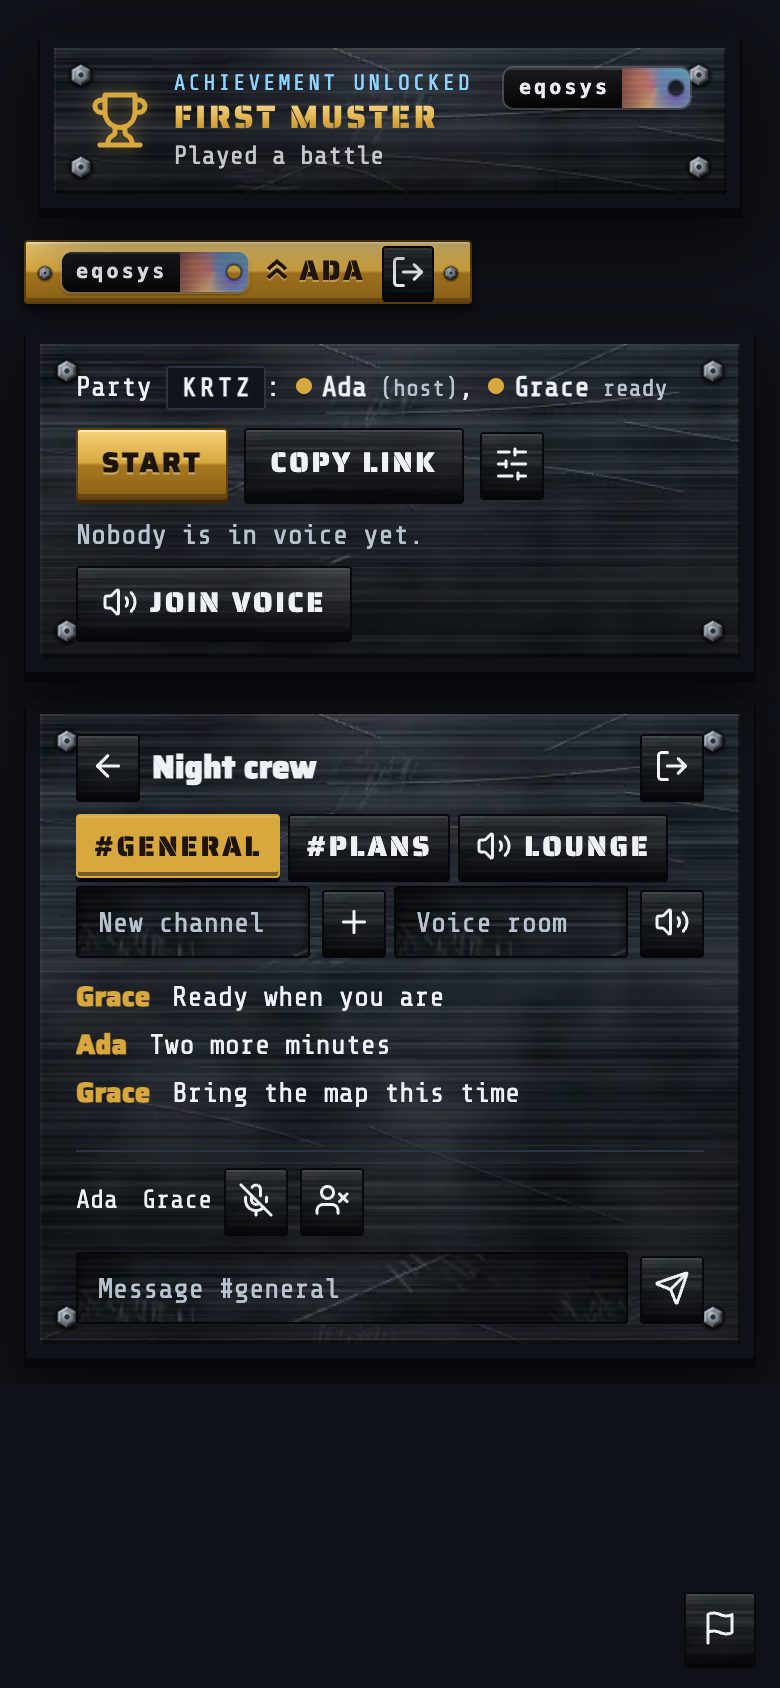 ACHIEVEMENT UNLOCKED
eqosys
FIRST MUSTER
Played a battle
eqosys ADA
Party KRTZ: Ada (host), Grace ready
START COPY LINK
Nobody is in voice yet.
JOIN VOICE
Night crew
#GENERAL #PLANS LOUNGE
New channel Voice room
Grace Ready when you are
Ada Two more minutes
Grace Bring the map this time
Ada Grace
Message #general